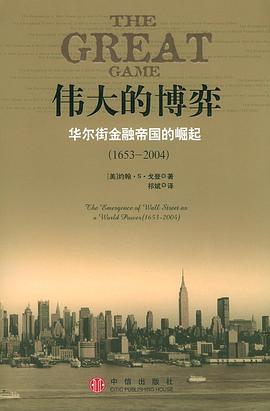 THE
GREAT
GAME
伟大的博弈
华尔街金融帝国的崛起
(1653-2004)
[美]约翰·S·戈登 著
祁斌 译
The Emergence of Wall Street as
a World Power(1653-2004)
中信出版社
CITIC PUBLISHING HOUSE